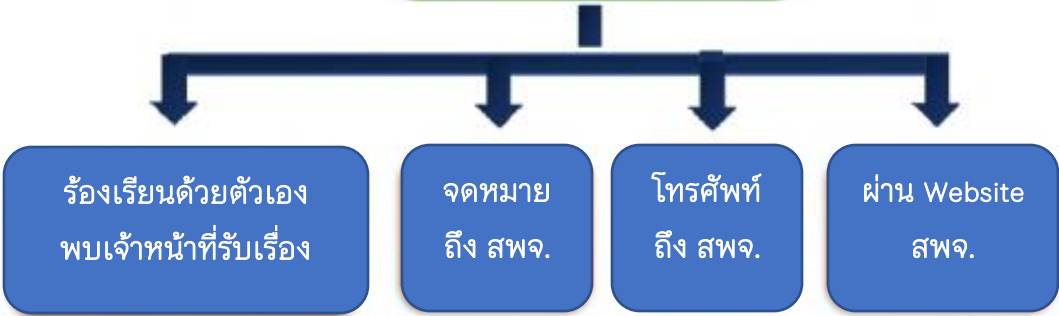 ร้องเรียนด้วยตัวเอง
พบเจ้าหน้าที่รับเรื่อง
จดหมาย
ถึง สพจ.
โทรศัพท์
ถึง สพจ.
ผ่าน Website
สพจ.